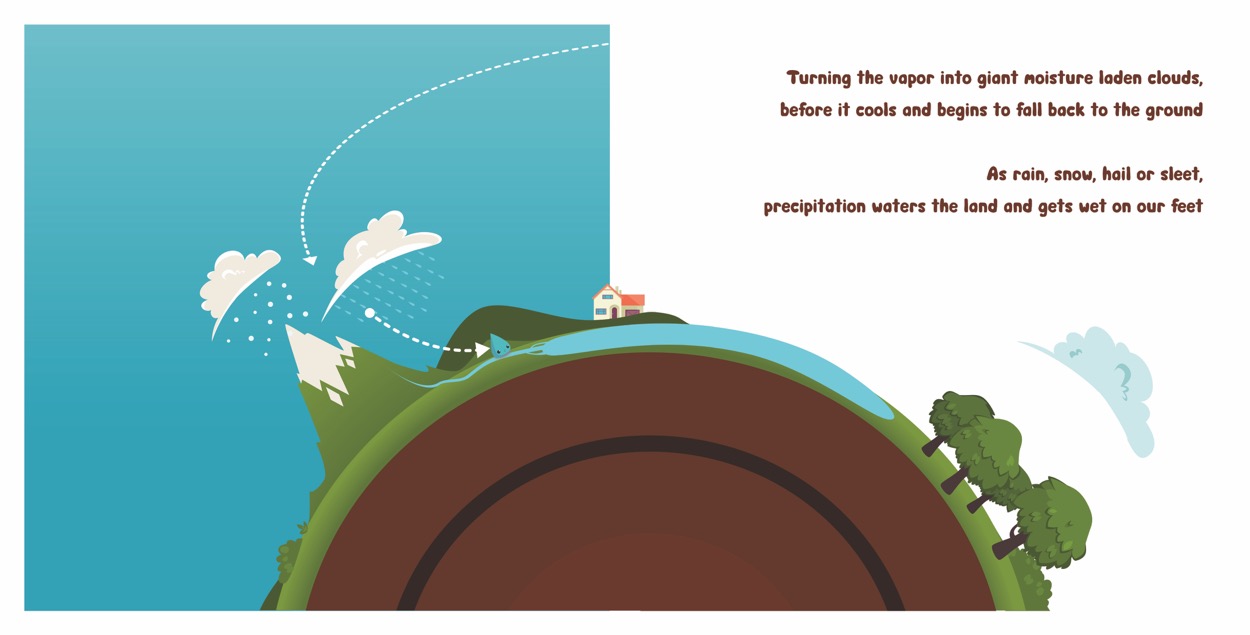 Turning the vapor into giant moisture laden clouds,
before it cools and begins to fall back to the ground
As rain, snow, hail or sleet,
precipitation waters the land and gets wet on our feet